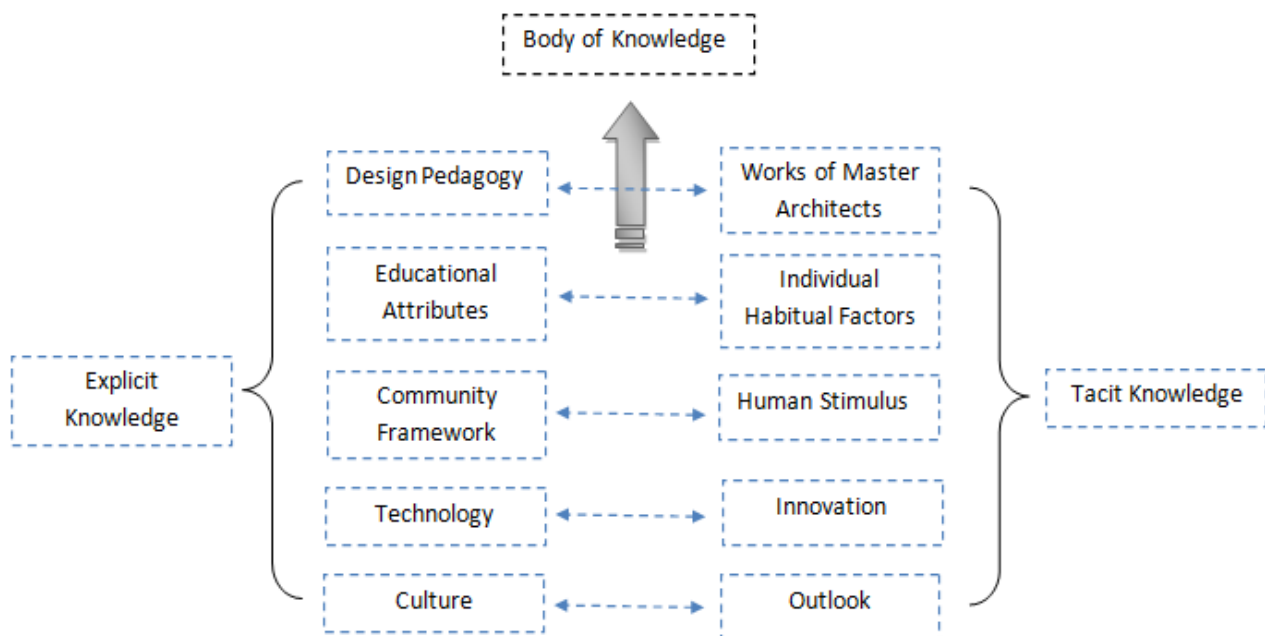 Body of Knowledge
Design Pedagogy
Works of Master
Architects
Educational
Attributes
Individual
Habitual Factors
Explicit
Knowledge
Community
Framework
Human Stimulus
Tacit Knowledge
Technology
Innovation
Culture
Outlook